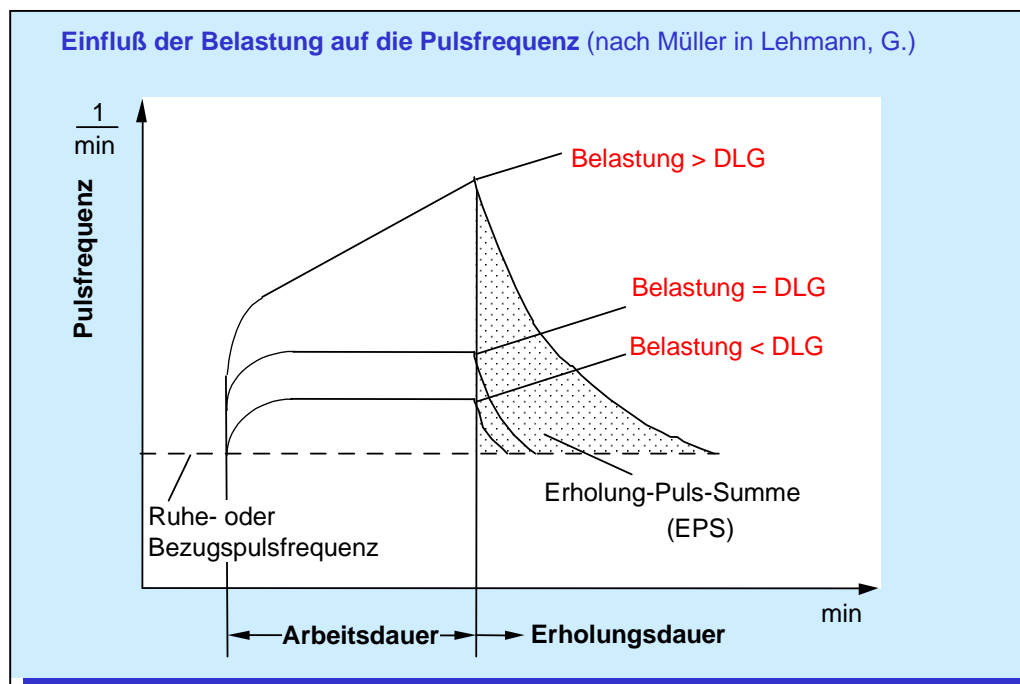 Einfluß der Belastung auf die Pulsfrequenz (nach Müller in Lehmann, G.)
1
min
Pulsfrequenz
Belastung > DLG
Belastung = DLG
Belastung < DLG
Erholung-Puls-Summe
(EPS)
Ruhe- oder
Bezugspulsfrequenz
min
Arbeitsdauer
Erholungsdauer